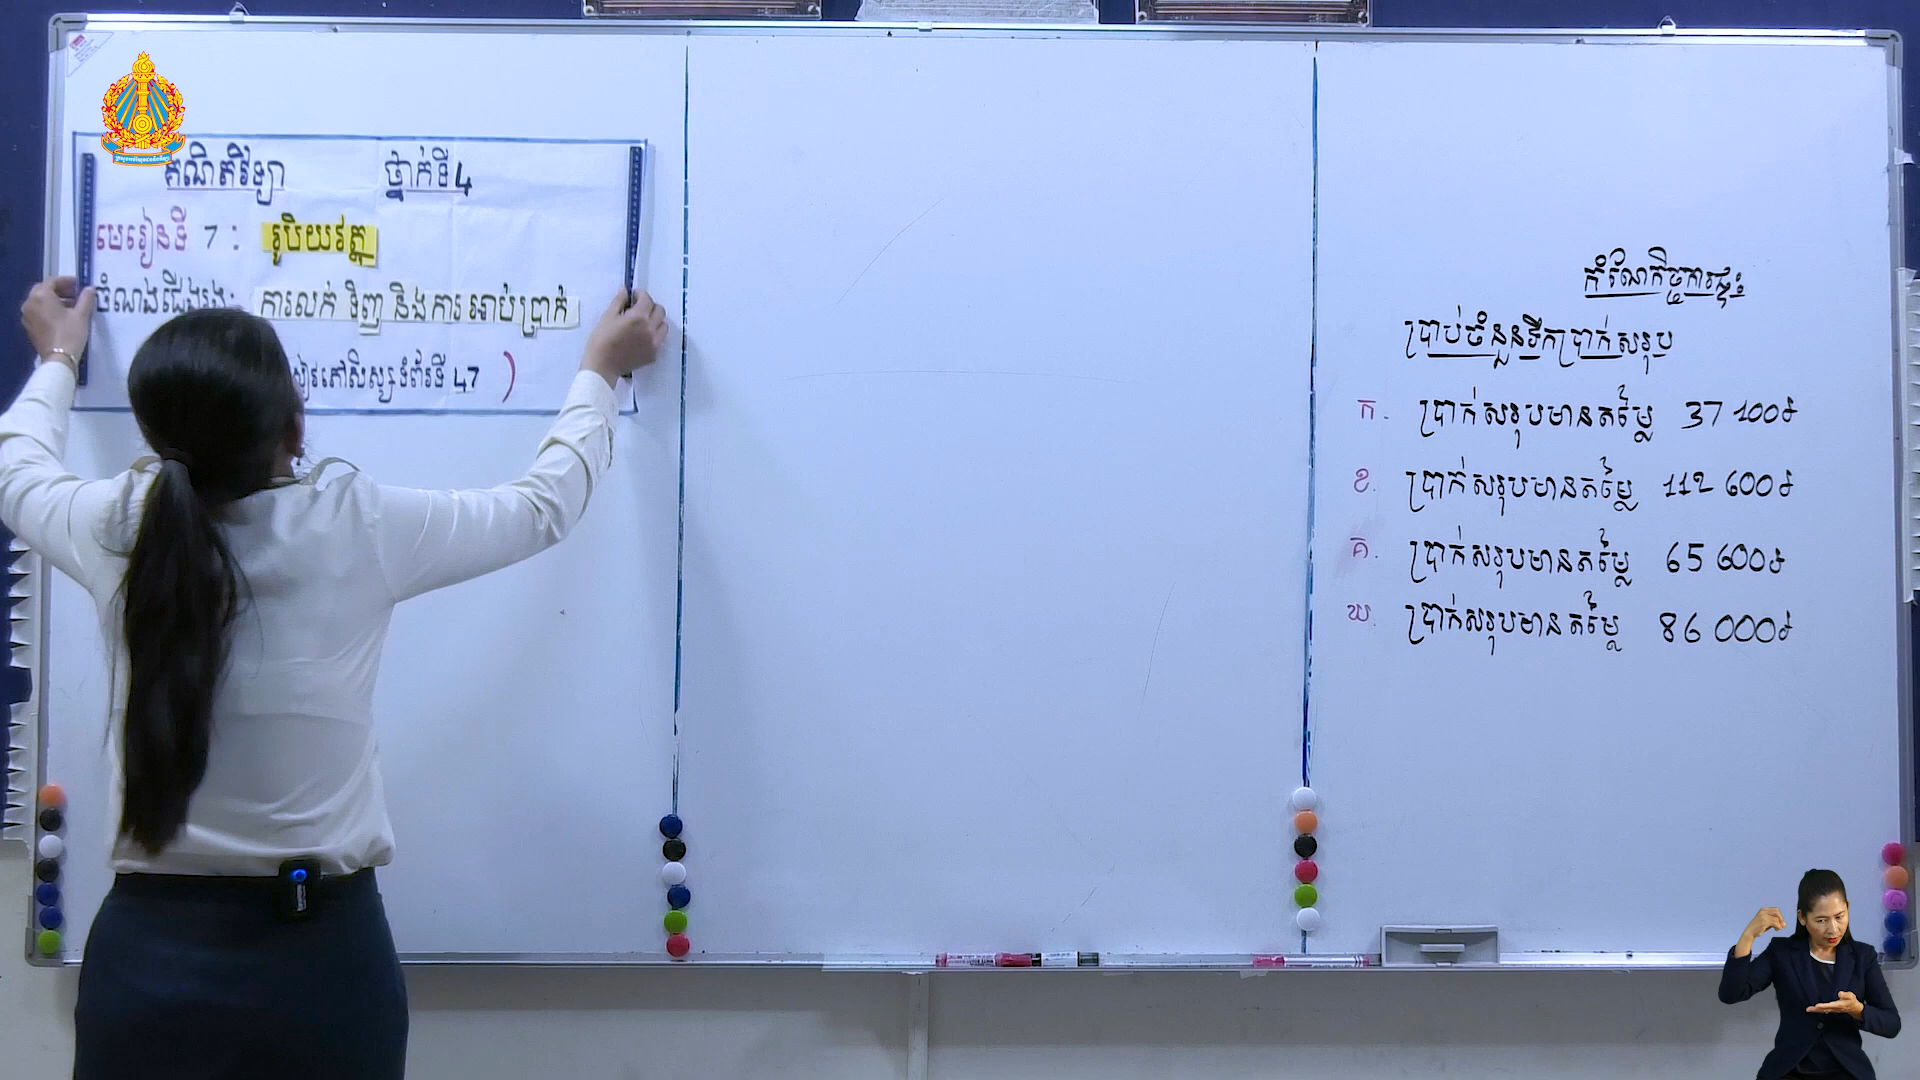 គណិតវិទ្យា ថ្នាក់ទី4
មេរៀនទី 7 : រូបិយវត្ថុ
ចំណងជើងរង: ការលក់ ទិញ និងការអាប់ប្រាក់
សៀវភៅសិស្សទំព័រទី 47 )
កំណែកិច្ចការផ្ទះ
ប្រាប់ចំនួនទឹកប្រាក់សរុប
ក. ប្រាក់សរុបមានតម្លៃ 37 100៛
ខ. ប្រាក់សរុបមានតម្លៃ 112 600៛
គ. ប្រាក់សរុបមានតម្លៃ 65 600៛
ឃ. ប្រាក់សរុបមានតម្លៃ 86 000៛